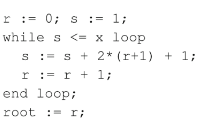 r := 0; s := 1;
while s <= x loop
  s := s + 2*(r+1) + 1;
  r := r + 1;
end loop;
root := r;